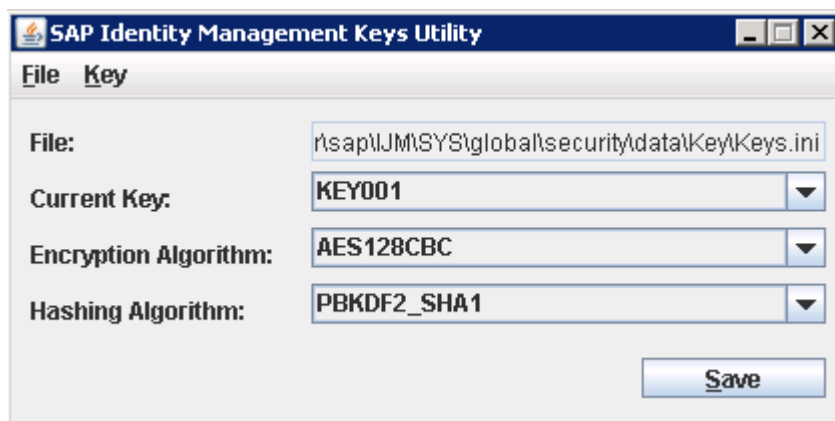 SAP Identity Management Keys Utility
File Key
File: r\sap\IJM\SYS\global\security\data\Key\Keys.ini
Current Key: KEY001
Encryption Algorithm: AES128CBC
Hashing Algorithm: PBKDF2_SHA1
Save